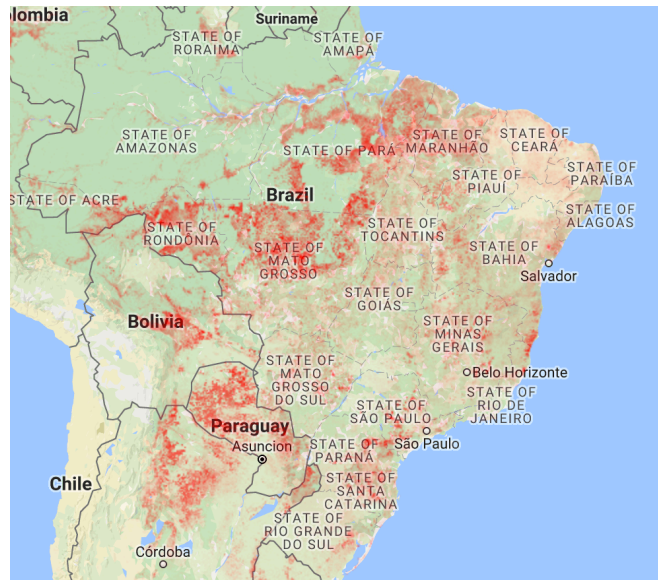 olombia
Suriname
STATE OF
RORAIMA
STATE OF
AMAPÁ
STATE OF
AMAZONAS
STATE OF PARÁ
STATE OF
MARANHÃO
STATE OF
CEARÁ
STATE OF
PIAUÍ
STATE OF
PARAÍBA
STATE OF ACRE
Brazil
STATE OF
ALAGOAS
STATE OF
RONDÔNIA
STATE OF
TOCANTINS
STATE OF
MATO
GROSSO
STATE OF
BAHIA
Salvador
STATE OF
GOIÁS
Bolivia
STATE OF
MINAS
GERAIS
STATE OF
MATO
GROSSO
DO SUL
Belo Horizonte
STATE OF
RIO DE
JANEIRO
STATE OF
SÃO PAULO
Paraguay
Asuncion
São Paulo
STATE OF
PARANÁ
Chile
STATE OF
SANTA
CATARINA
STATE OF
RIO GRANDE
DO SUL
Córdoba